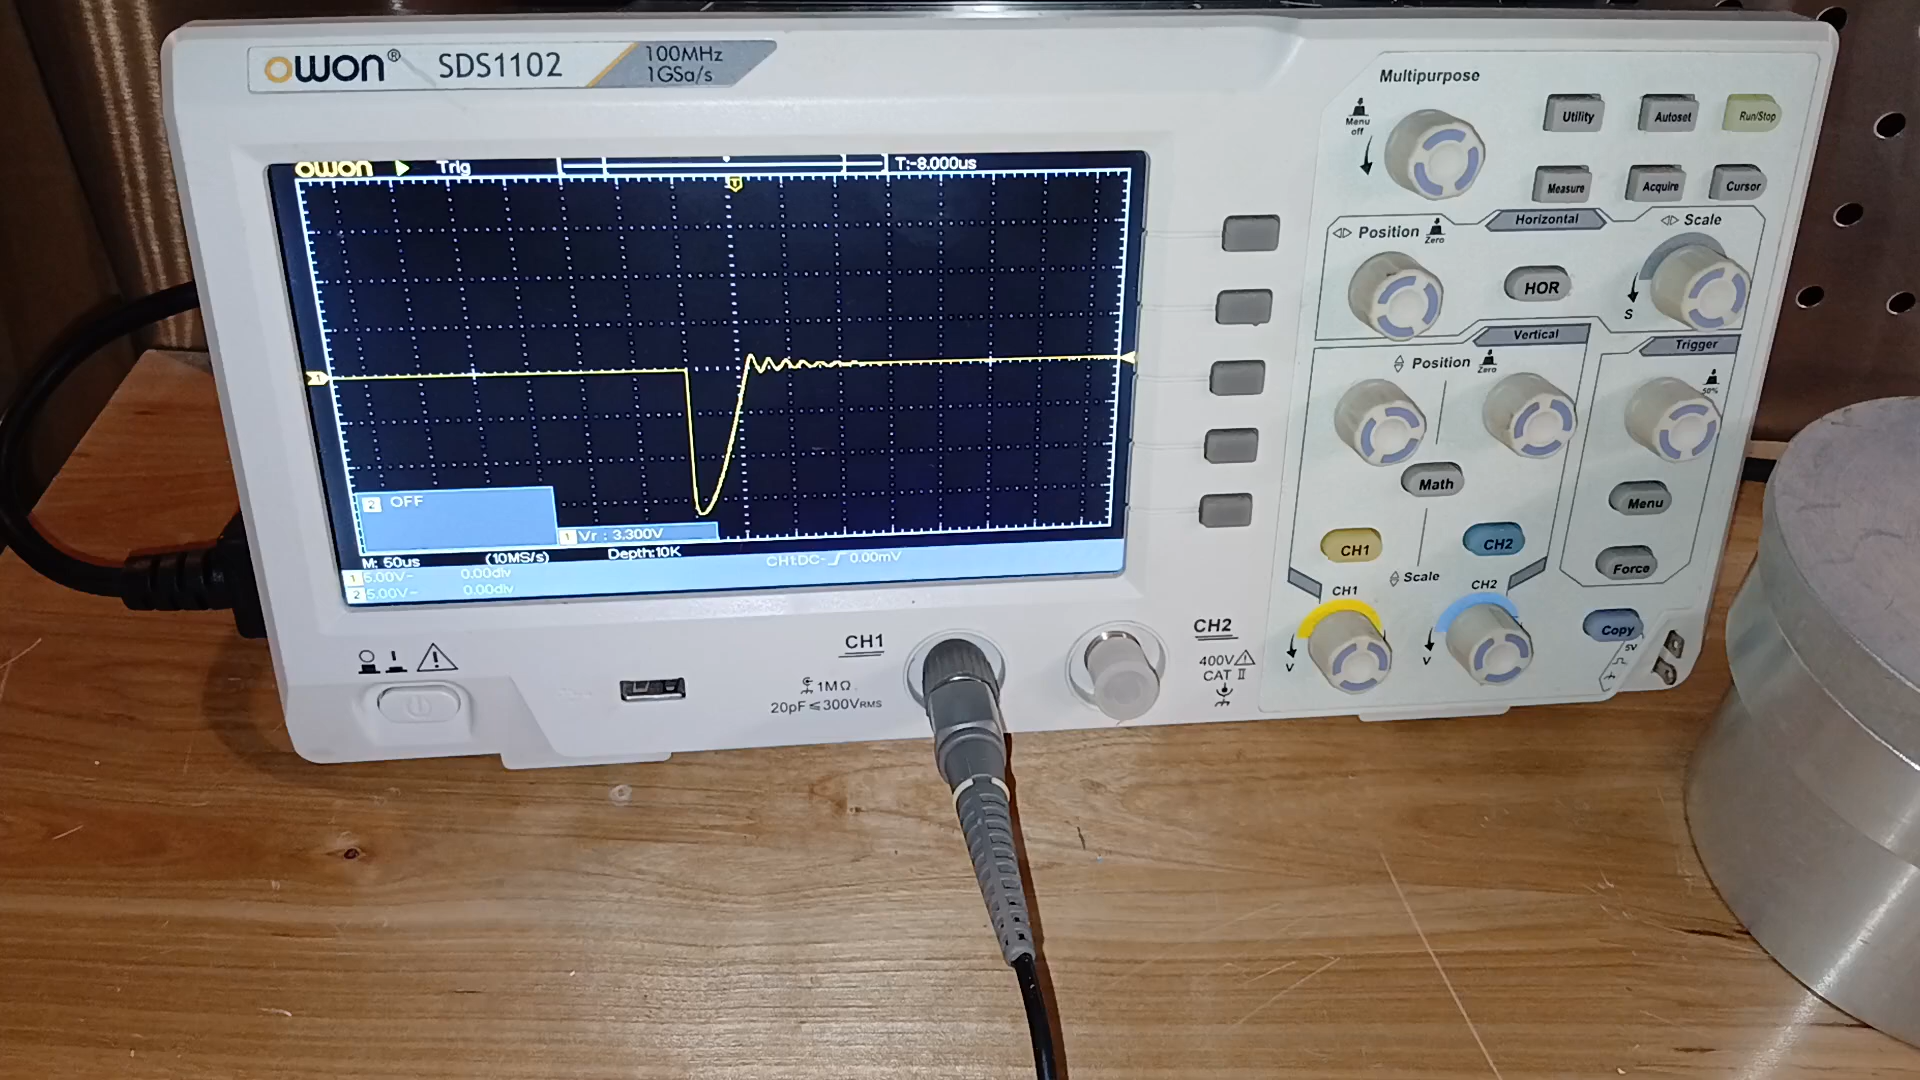 owon® SDS1102 100MHz
1GSa/s
owon Trig T:-8.000us
T
1
2 OFF
1 Vr : 3.300V
M: 50us (10MS/s) Depth:10K
CH1:DC- 0.00mV
1 5.00V~ 0.00div
2 5.00V~ 0.00div
Multipurpose
Menu
off
Utility Autoset Run/Stop
Measure Acquire Cursor
Horizontal
Position Zero
Scale
HOR
S
Vertical
Position Zero
Trigger
50%
Math
Menu
CH1 CH2
Force
Scale
CH1 CH2
V V
Copy
5V
CH1
1MΩ
20pF≤300VRMS
CH2
400V
CAT II